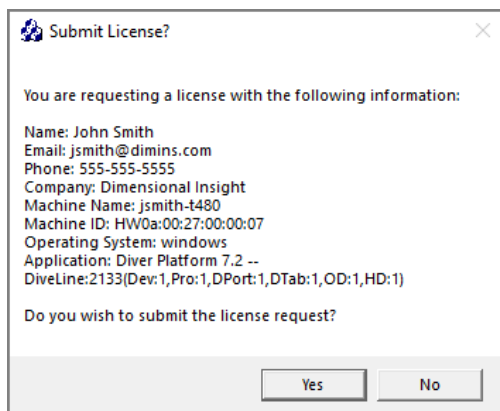 Submit License?
You are requesting a license with the following information:
Name: John Smith
Email: jsmith@dimins.com
Phone: 555-555-5555
Company: Dimensional Insight
Machine Name: jsmith-t480
Machine ID: HW0a:00:27:00:00:07
Operating System: windows
Application: Diver Platform 7.2 --
DiveLine:2133(Dev:1,Pro:1,DPort:1,DTab:1,OD:1,HD:1)
Do you wish to submit the license request?
Yes No